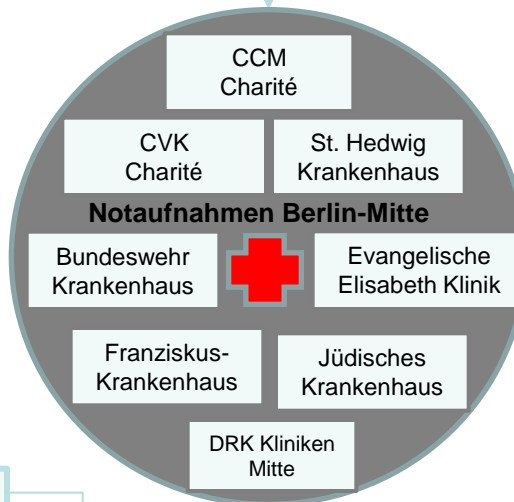 CCM
Charité
CVK
Charité
St. Hedwig
Krankenhaus
Notaufnahmen Berlin-Mitte
Bundeswehr
Krankenhaus
Evangelische
Elisabeth Klinik
Franziskus-
Krankenhaus
Jüdisches
Krankenhaus
DRK Kliniken
Mitte